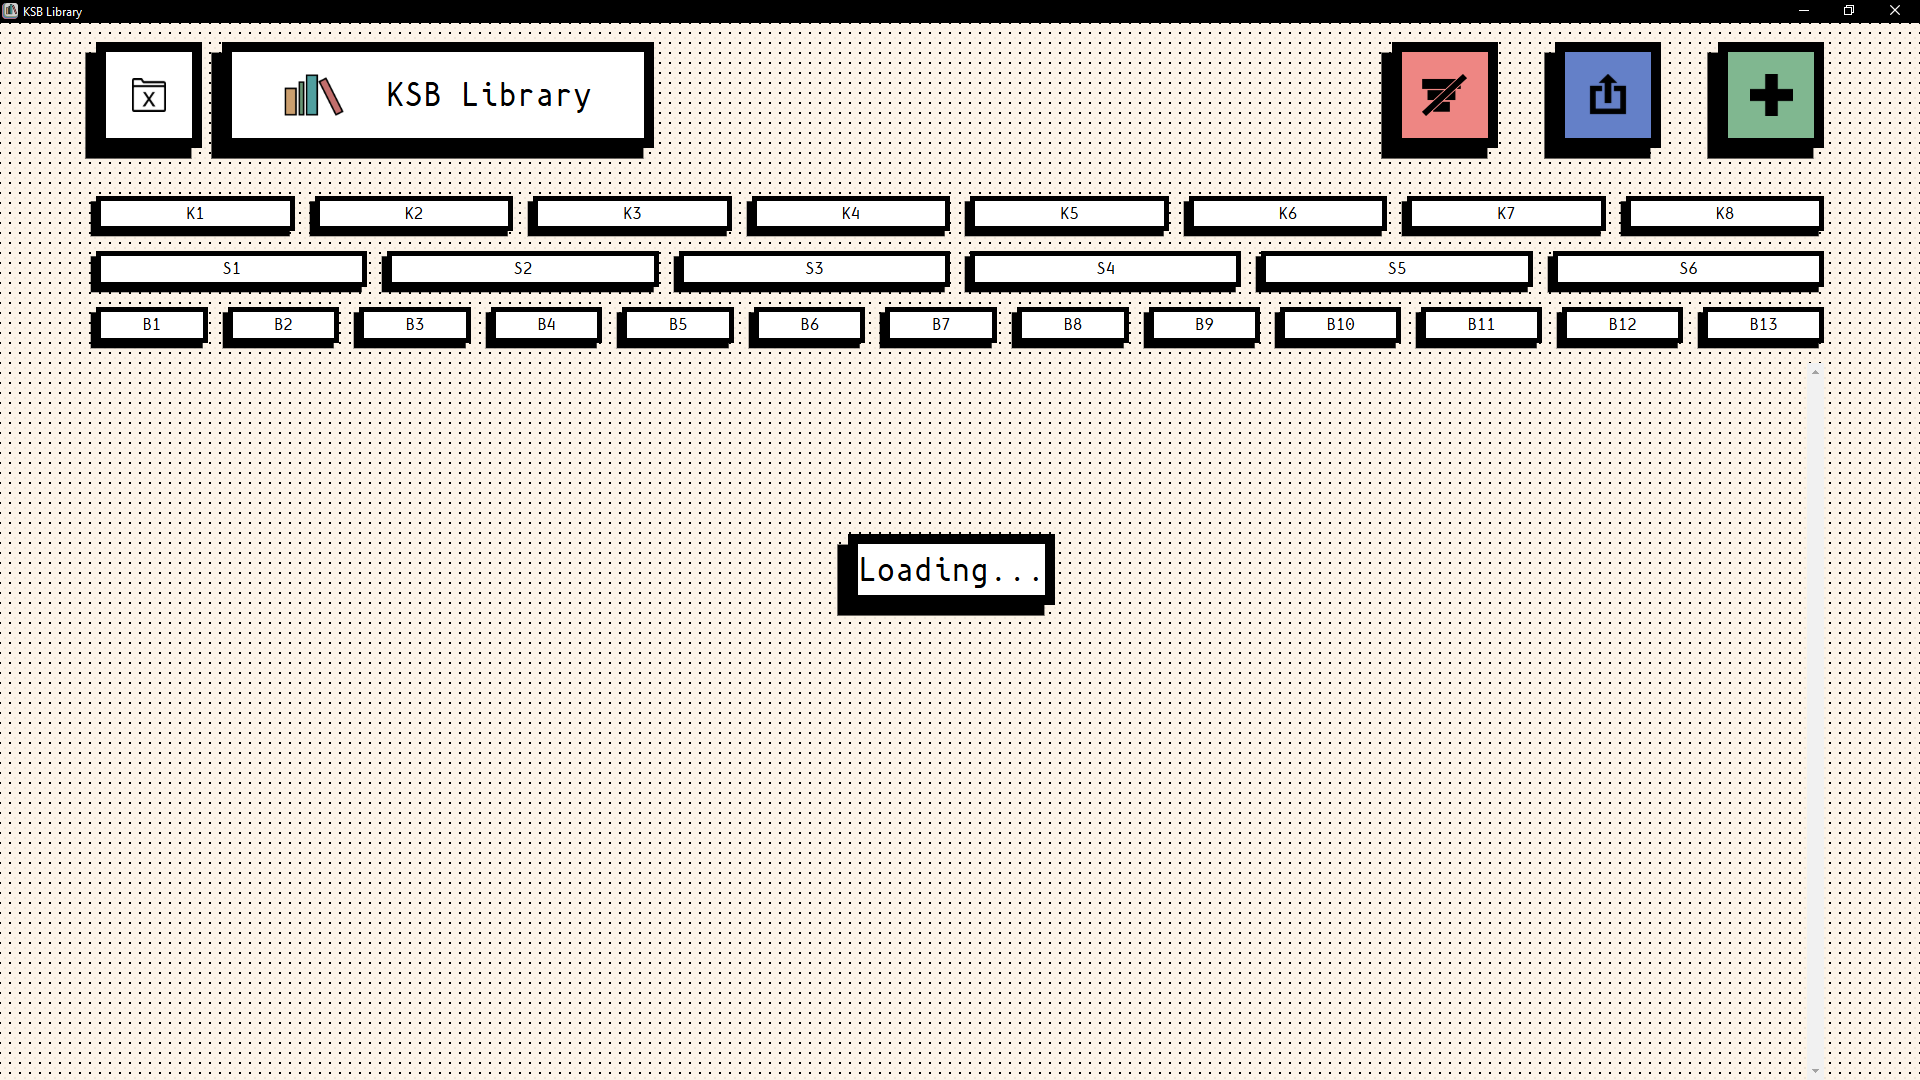 KSB Library
X
KSB Library
K1 K2 K3 K4 K5 K6 K7 K8
S1 S2 S3 S4 S5 S6
B1 B2 B3 B4 B5 B6 B7 B8 B9 B10 B11 B12 B13
Loading...